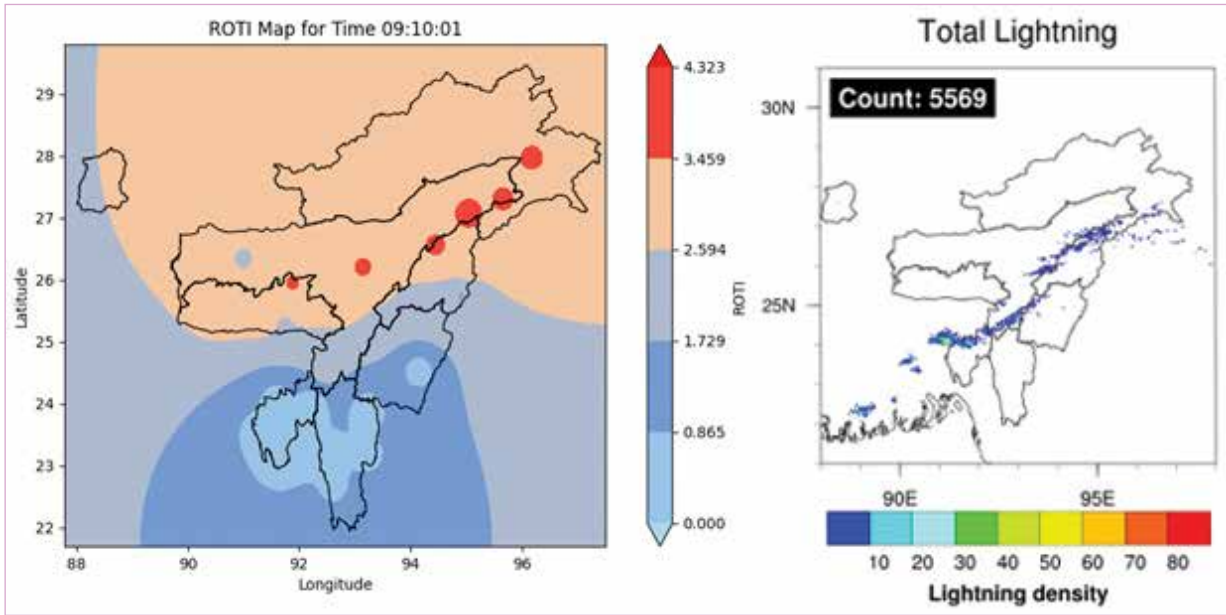 ROTI Map for Time 09:10:01
29
28
27
26
25
24
23
22
Latitude
88
90
92
94
96
Longitude
4.323
3.459
2.594
1.729
0.865
0.000
ROTI
Total Lightning
Count: 5569
30N
25N
90E
95E
10 20 30 40 50 60 70 80
Lightning density